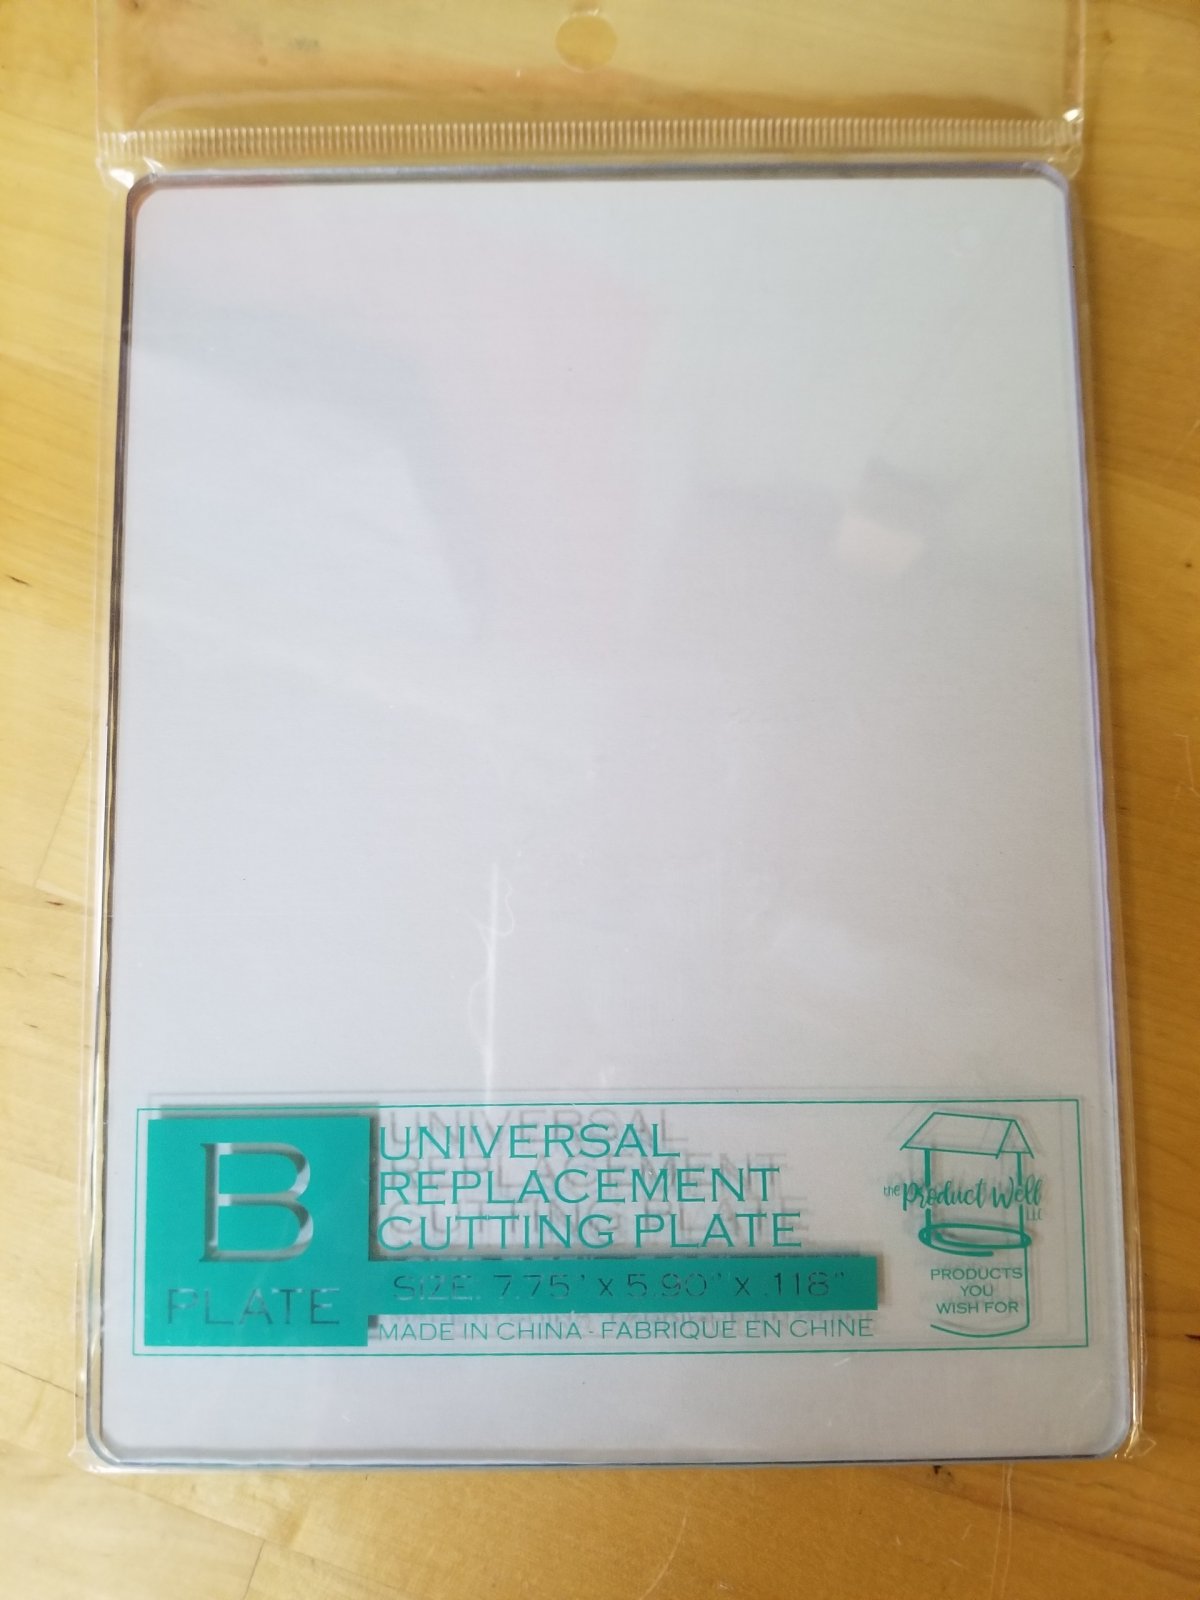 B
PLATE
UNIVERSAL
REPLACEMENT
CUTTING PLATE
SIZE: 7.75" x 5.90" x .118"
MADE IN CHINA - FABRIQUE EN CHINE
the Product Well
LLC
PRODUCTS
YOU
WISH FOR